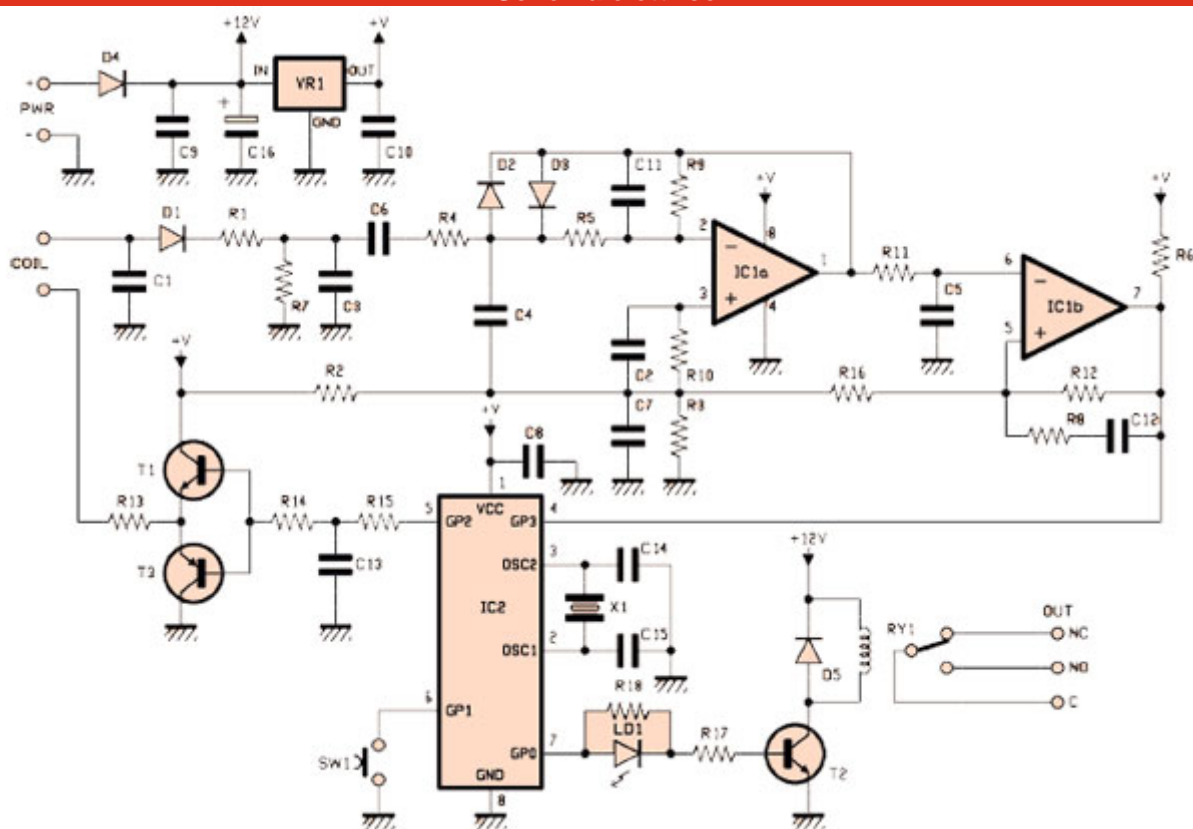 +12V
+V
D4
IN
VR1
OUT
GND
+
PWR
-
+
C9
C16
C10
D2
D3
C11
R9
+V
+V
D1
R1
C6
R4
R5
2
8
IC1a
1
R11
6
R6
COIL
C1
R7
C3
3
4
C5
IC1b
7
5
C4
+V
R2
C2
R10
R16
R12
+V
C7
R3
R8
C12
C8
T1
1
R13
R14
R15
5
VCC
4
GP2
GP3
+12V
T3
C13
3
C14
OSC2
IC2
X1
OUT
RY1
NC
2
C15
OSC1
D5
NO
6
R18
C
GP1
LD1
R17
7
GP0
SW1
T2
GND
8